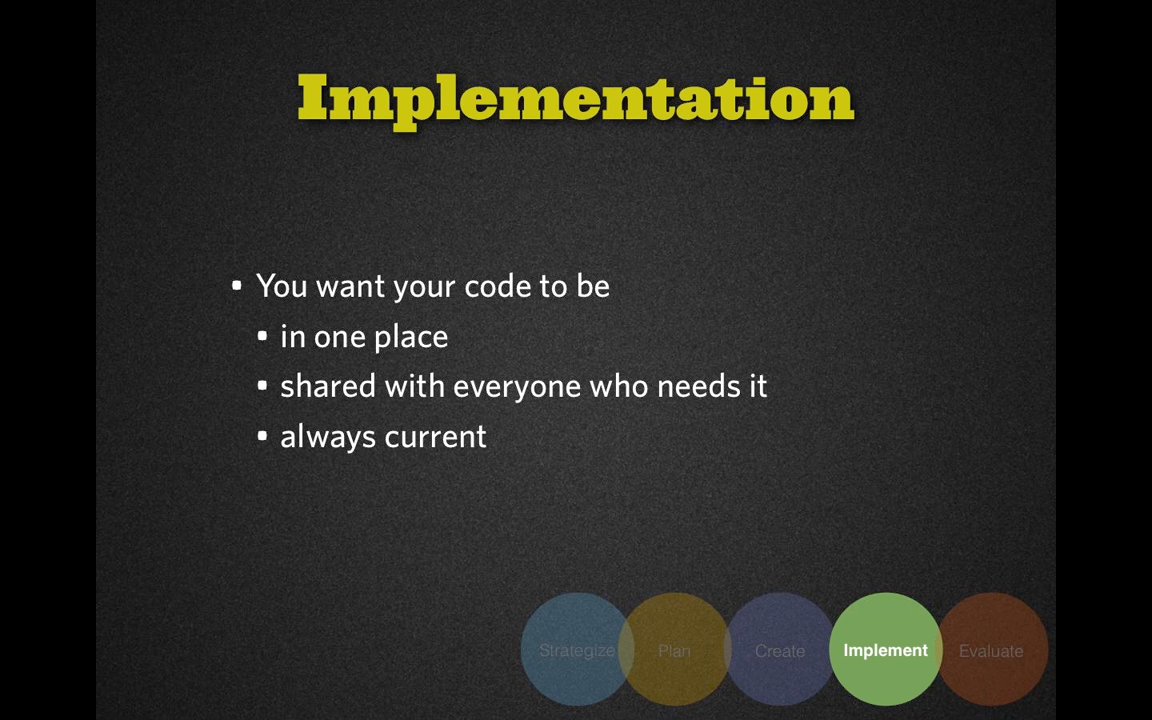 Implementation
• You want your code to be
• in one place
• shared with everyone who needs it
• always current
Strategize Plan Create Implement Evaluate